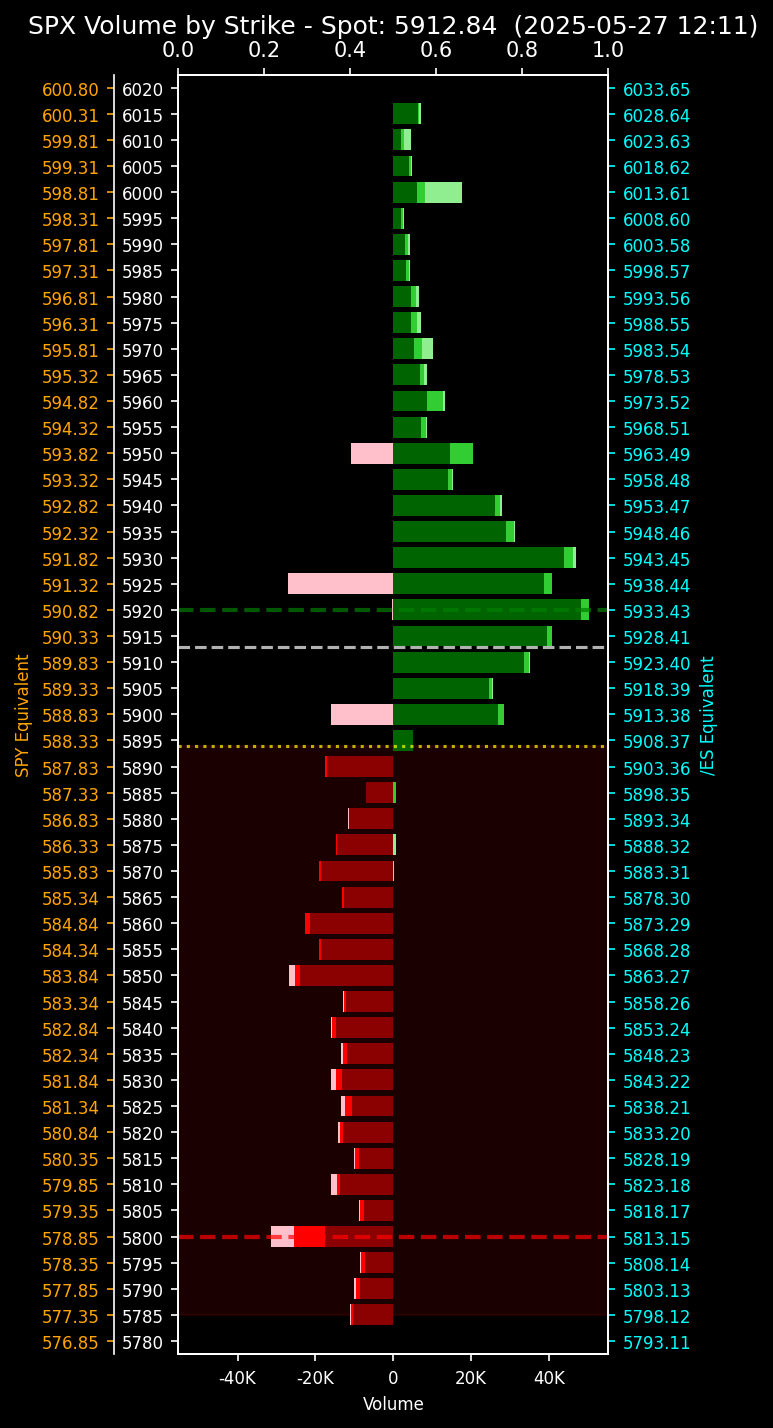 SPX Volume by Strike - Spot: 5912.84  (2025-05-27 12:11)
0.0 0.2 0.4 0.6 0.8 1.0
600.80 6020 6033.65
600.31 6015 6028.64
599.81 6010 6023.63
599.31 6005 6018.62
598.81 6000 6013.61
598.31 5995 6008.60
597.81 5990 6003.58
597.31 5985 5998.57
596.81 5980 5993.56
596.31 5975 5988.55
595.81 5970 5983.54
595.32 5965 5978.53
594.82 5960 5973.52
594.32 5955 5968.51
593.82 5950 5963.49
593.32 5945 5958.48
592.82 5940 5953.47
592.32 5935 5948.46
591.82 5930 5943.45
591.32 5925 5938.44
590.82 5920 5933.43
590.33 5915 5928.41
589.83 5910 5923.40
589.33 5905 5918.39
588.83 5900 5913.38
588.33 5895 5908.37
587.83 5890 5903.36
587.33 5885 5898.35
586.83 5880 5893.34
586.33 5875 5888.32
585.83 5870 5883.31
585.34 5865 5878.30
584.84 5860 5873.29
584.34 5855 5868.28
583.84 5850 5863.27
583.34 5845 5858.26
582.84 5840 5853.24
582.34 5835 5848.23
581.84 5830 5843.22
581.34 5825 5838.21
580.84 5820 5833.20
580.35 5815 5828.19
579.85 5810 5823.18
579.35 5805 5818.17
578.85 5800 5813.15
578.35 5795 5808.14
577.85 5790 5803.13
577.35 5785 5798.12
576.85 5780 5793.11
SPY Equivalent
/ES Equivalent
-40K -20K 0 20K 40K
Volume